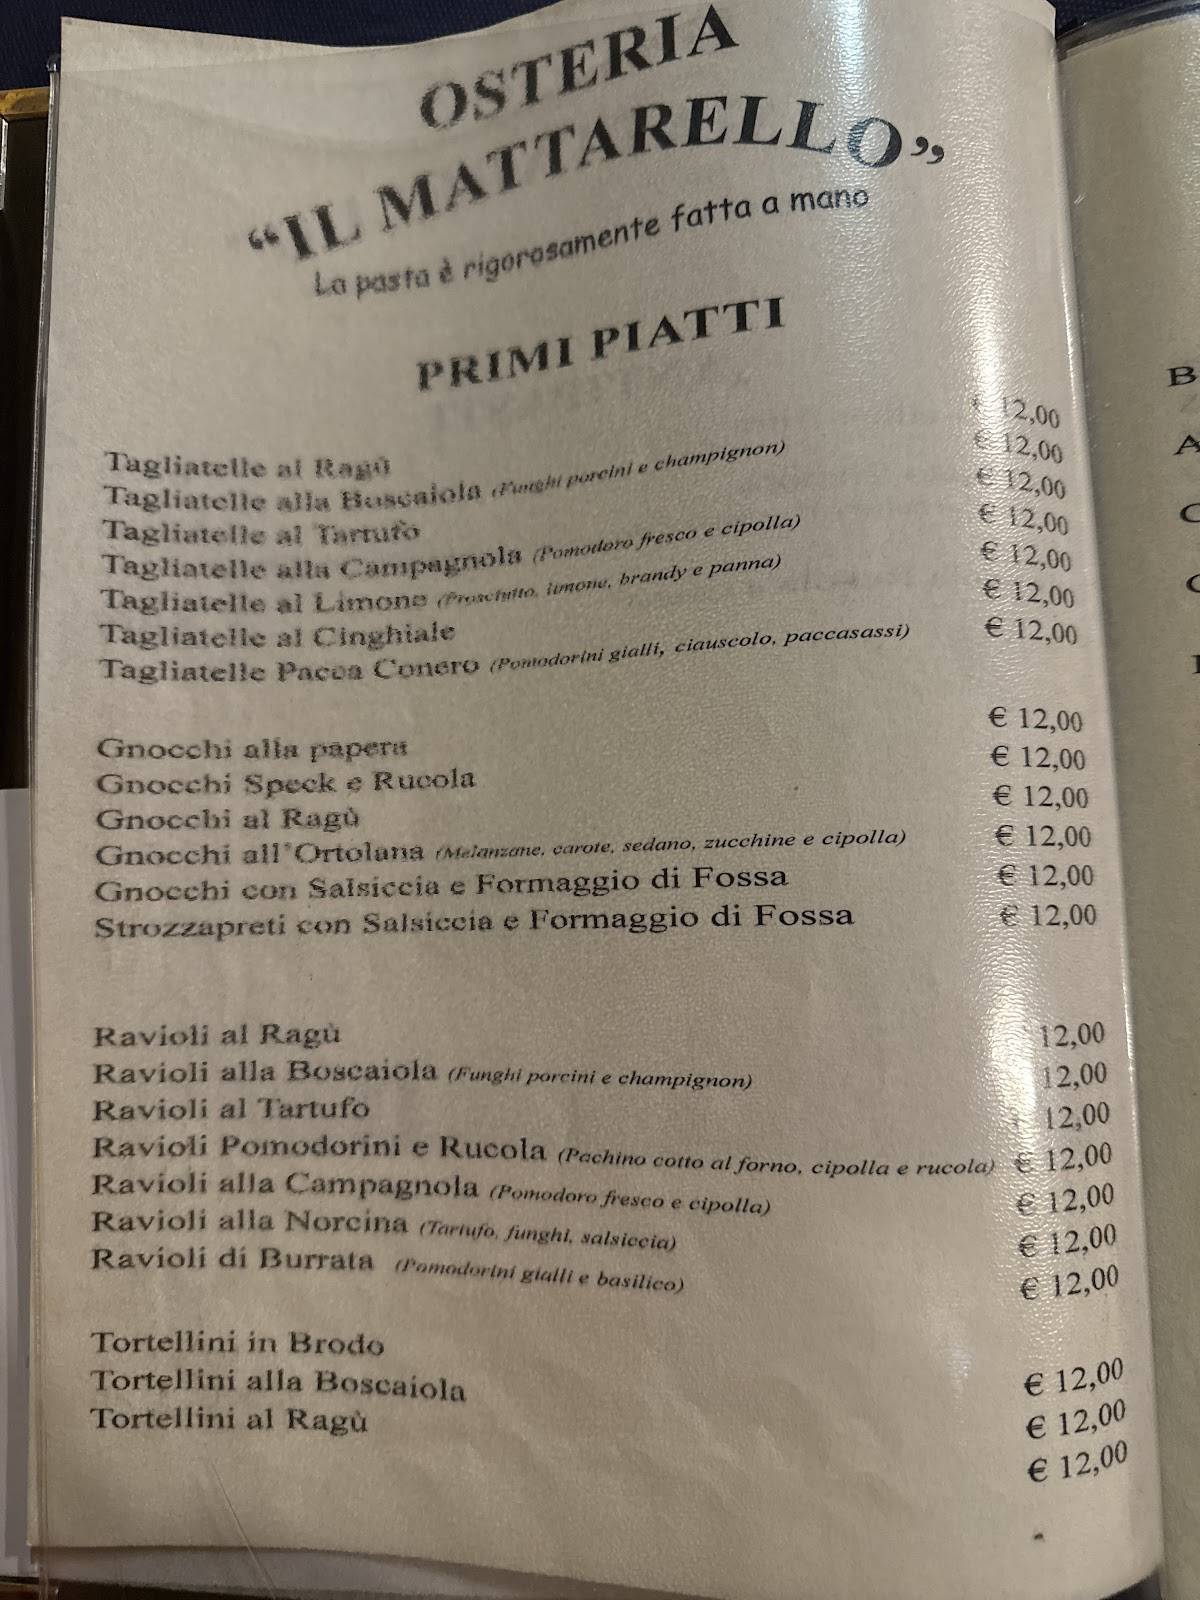 OSTERIA
“IL MATTARELLO”
La pasta è rigorosamente fatta a mano
PRIMI PIATTI
Tagliatelle al Ragù € 12,00
Tagliatelle alla Boscaiola (Funghi porcini e champignon) € 12,00
Tagliatelle al Tartufo € 12,00
Tagliatelle alla Campagnola (Pomodoro fresco e cipolla) € 12,00
Tagliatelle al Limone (Prosciutto, limone, brandy e panna) € 12,00
Tagliatelle al Cinghiale € 12,00
Tagliatelle Pacca Conero (Pomodorini gialli, ciauscolo, paccasassi) € 12,00
Gnocchi alla papera € 12,00
Gnocchi Speck e Rucola € 12,00
Gnocchi al Ragù € 12,00
Gnocchi all'Ortolana (Melanzane, carote, sedano, zucchine e cipolla) € 12,00
Gnocchi con Salsiccia e Formaggio di Fossa € 12,00
Strozzapreti con Salsiccia e Formaggio di Fossa € 12,00
Ravioli al Ragù 12,00
Ravioli alla Boscaiola (Funghi porcini e champignon) 12,00
Ravioli al Tartufo 12,00
Ravioli Pomodorini e Rucola (Pachino cotto al forno, cipolla e rucola) € 12,00
Ravioli alla Campagnola (Pomodoro fresco e cipolla) € 12,00
Ravioli alla Norcina (Tartufo, funghi, salsiccia) € 12,00
Ravioli di Burrata (Pomodorini gialli e basilico) € 12,00
Tortellini in Brodo € 12,00
Tortellini alla Boscaiola € 12,00
Tortellini al Ragù € 12,00